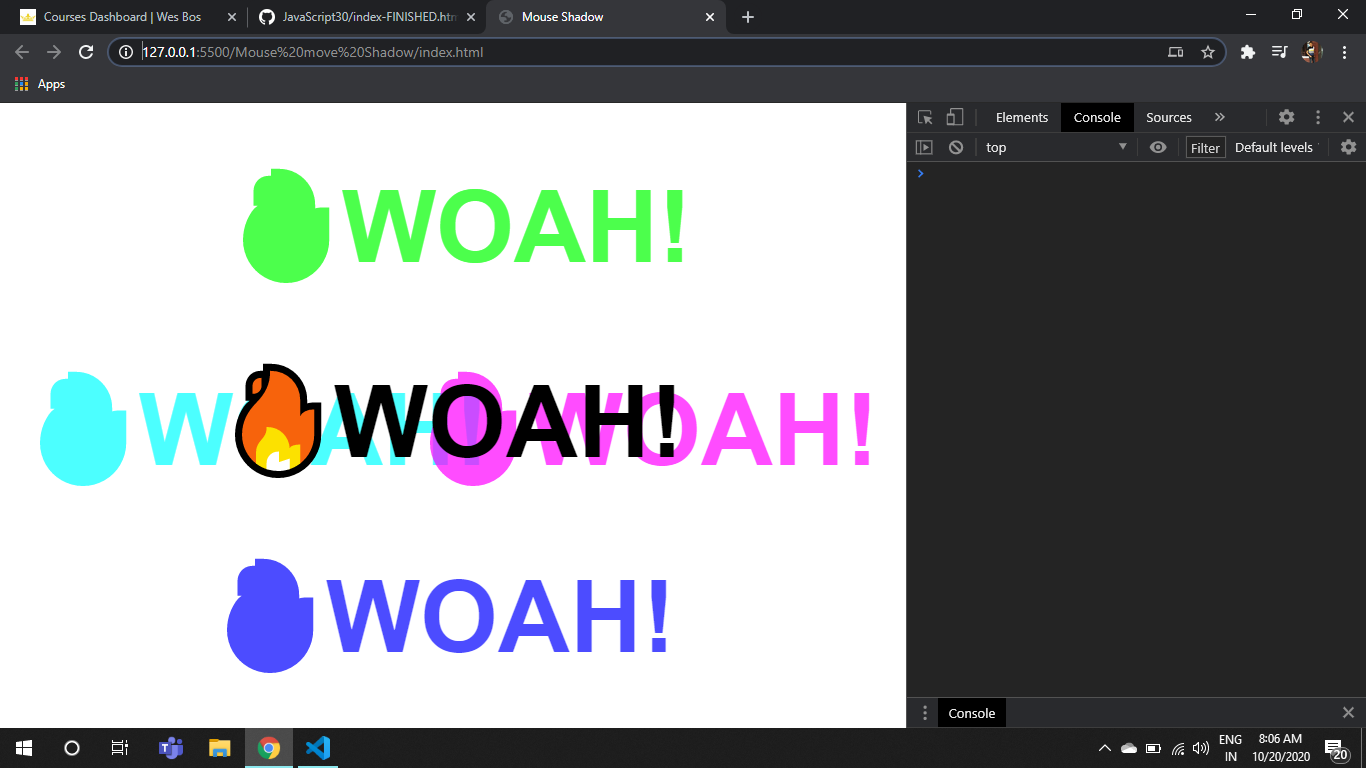 Courses Dashboard | Wes Bos
JavaScript30/index-FINISHED.htm
Mouse Shadow
127.0.0.1:5500/Mouse%20move%20Shadow/index.html
Apps
Elements
Console
Sources
top
Filter
Default levels
WOAH!
WOAH!
WOAH!
WOAH!
WOAH!
Console
ENG
IN
8:06 AM
10/20/2020
20